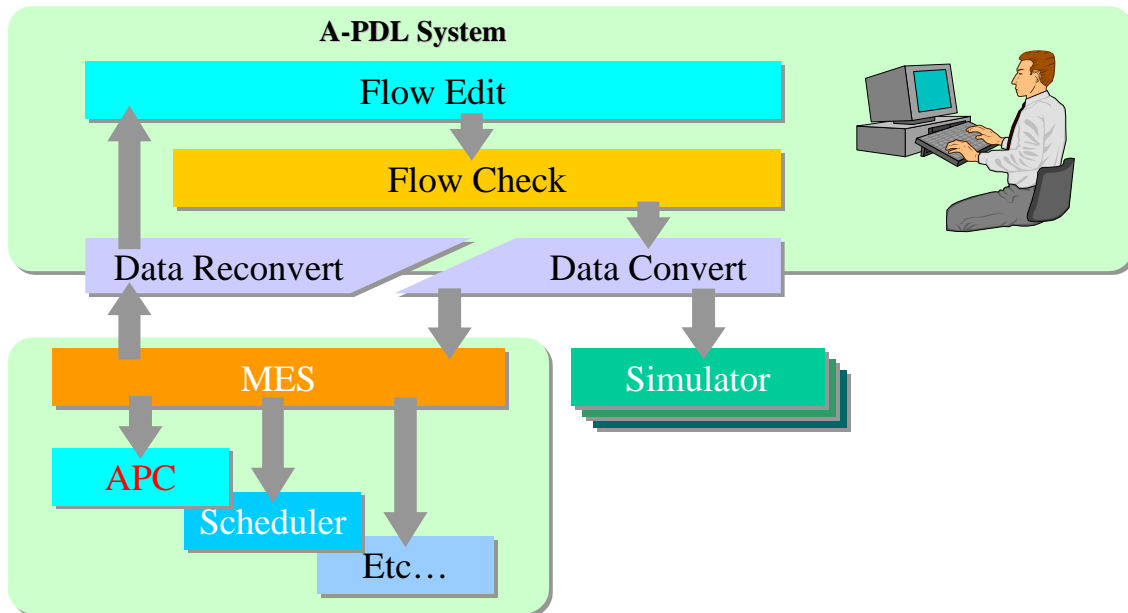 A-PDL System
Flow Edit
Flow Check
Data Reconvert
Data Convert
MES
Simulator
APC
Scheduler
Etc…